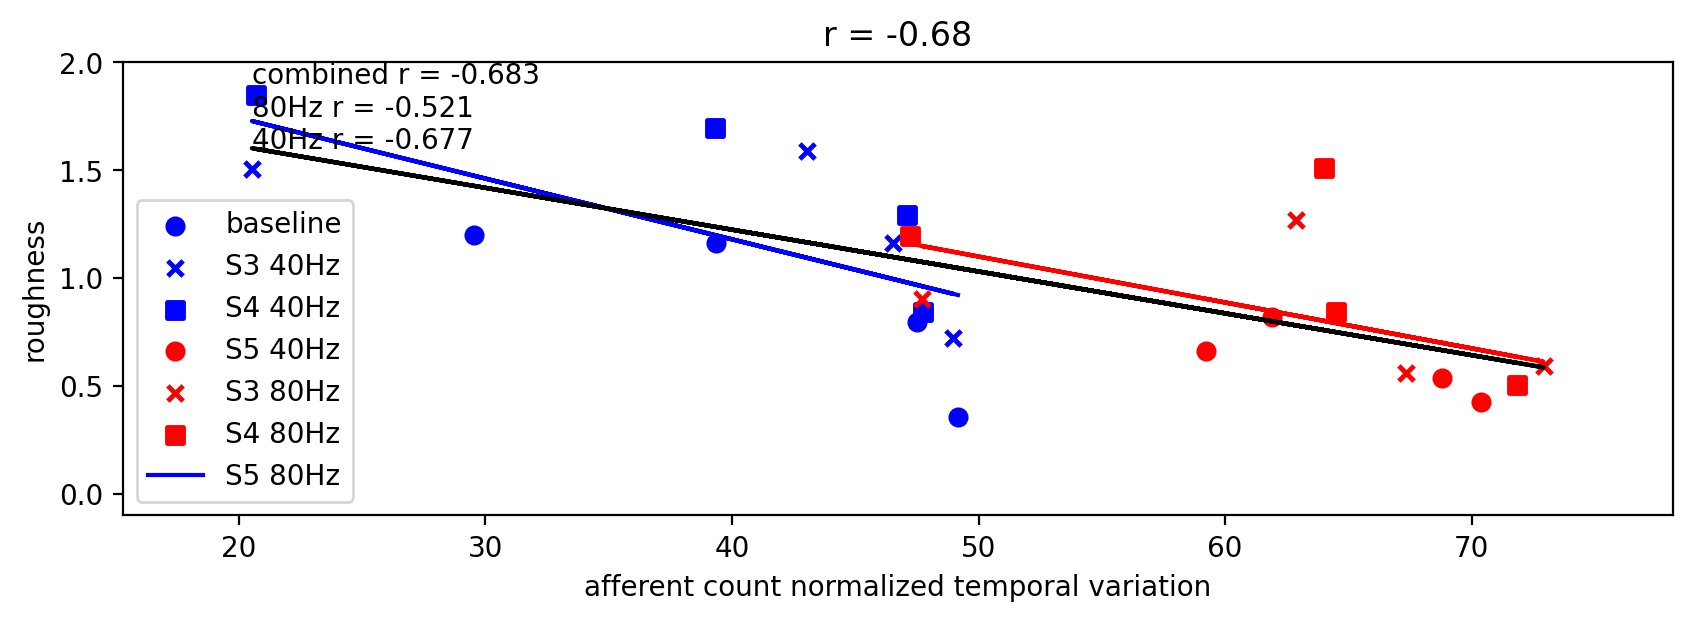 r = -0.68
combined r = -0.683
80Hz r = -0.521
40Hz r = -0.677
baseline
S3 40Hz
S4 40Hz
S5 40Hz
S3 80Hz
S4 80Hz
S5 80Hz
roughness
2.0
1.5
1.0
0.5
0.0
20 30 40 50 60 70
afferent count normalized temporal variation